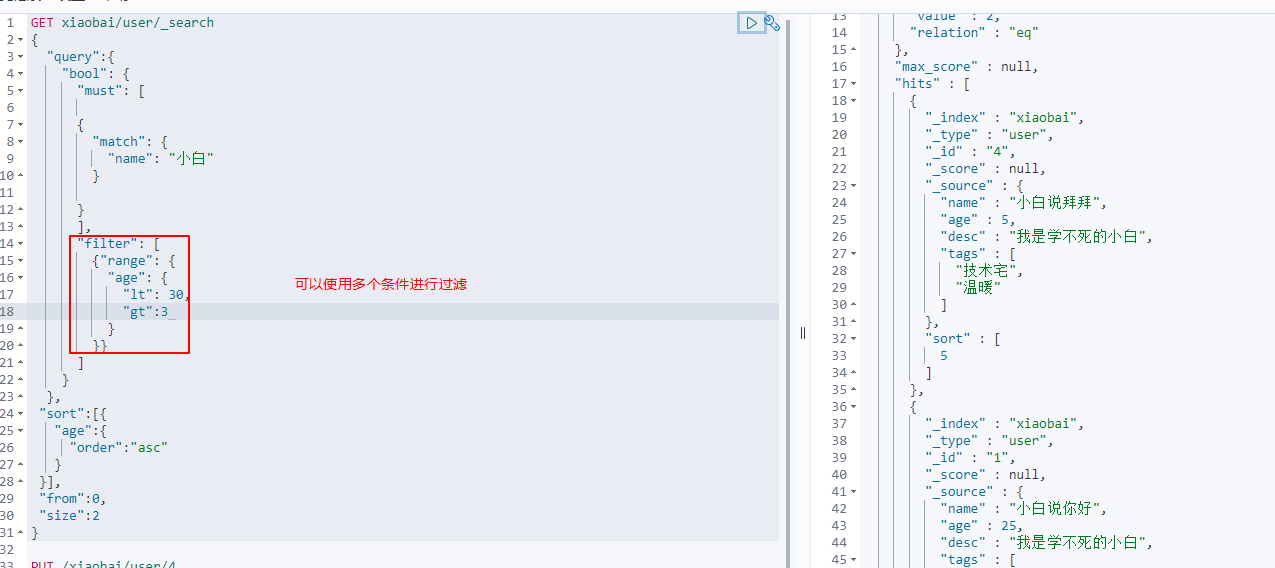 1 GET xiaobai/user/_search
2 {
3 "query":{
4 "bool": {
5 "must": [
6
7 {
8 "match": {
9 "name": "小白"
10 }
11
12 }
13 ],
14 "filter": [
15 {"range": {
16 "age": {
17 "lt": 30,
18 "gt":3
19 }
20 }}
21 ]
22 }
23 },
24 "sort":[{
25 "age":{
26 "order":"asc"
27 }
28 }],
29 "from":0,
30 "size":2
31 }
32
33 PUT /xiaobai/user/4
可以使用多个条件进行过滤
13 "value" : 2,
14 "relation" : "eq"
15 },
16 "max_score" : null,
17 "hits" : [
18 {
19 "_index" : "xiaobai",
20 "_type" : "user",
21 "_id" : "4",
22 "_score" : null,
23 "_source" : {
24 "name" : "小白说拜拜",
25 "age" : 5,
26 "desc" : "我是学不死的小白",
27 "tags" : [
28 "技术宅",
29 "温暖"
30 ]
31 },
32 "sort" : [
33 5
34 ]
35 },
36 {
37 "_index" : "xiaobai",
38 "_type" : "user",
39 "_id" : "1",
40 "_score" : null,
41 "_source" : {
42 "name" : "小白说你好",
43 "age" : 25,
44 "desc" : "我是学不死的小白",
45 "tags" : [